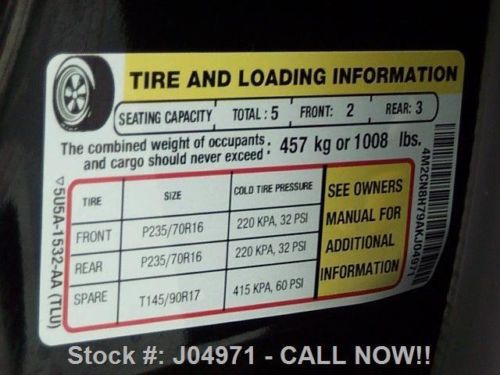 TIRE AND LOADING INFORMATION
SEATING CAPACITY TOTAL : 5 FRONT: 2 REAR: 3
The combined weight of occupants
and cargo should never exceed : 457 kg or 1008 lbs.
TIRE SIZE COLD TIRE PRESSURE
FRONT P235/70R16 220 KPA, 32 PSI
REAR P235/70R16 220 KPA, 32 PSI
SPARE T145/90R17 415 KPA, 60 PSI
SEE OWNERS
MANUAL FOR
ADDITIONAL
INFORMATION
▽5U5A-1532-AA (TLU)
4M2CN8H79AKJ04971
Stock #: J04971 - CALL NOW!!